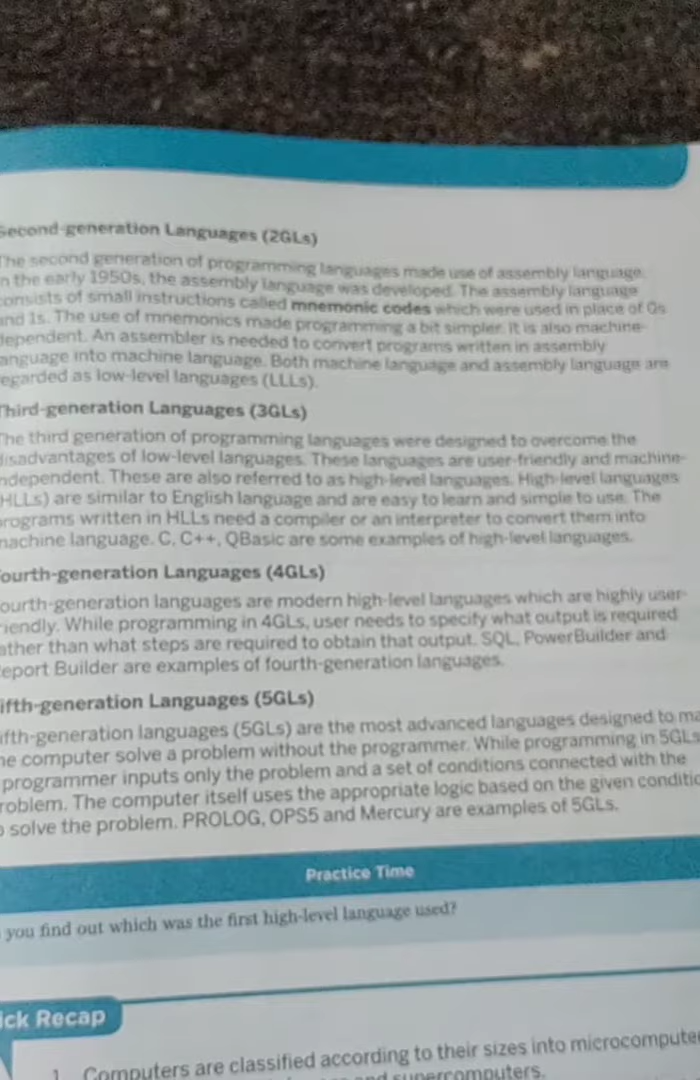 Second-generation Languages (2GLs)
The second generation of programming languages made use of assembly language.
n the early 1950s, the assembly language was developed. The assembly language
consists of small instructions called mnemonic codes which were used in place of 0s
and 1s. The use of mnemonics made programming a bit simpler. It is also machine-
dependent. An assembler is needed to convert programs written in assembly
anguage into machine language. Both machine language and assembly language are
egarded as low-level languages (LLLs).
Third-generation Languages (3GLs)
The third generation of programming languages were designed to overcome the
disadvantages of low-level languages. These languages are user-friendly and machine-
ndependent. These are also referred to as high-level languages. High-level languages
HLLs) are similar to English language and are easy to learn and simple to use. The
rograms written in HLLs need a compiler or an interpreter to convert them into
machine language. C, C++, QBasic are some examples of high-level languages.
ourth-generation Languages (4GLs)
ourth-generation languages are modern high-level languages which are highly user-
riendly. While programming in 4GLs, user needs to specify what output is required
ather than what steps are required to obtain that output. SQL, PowerBuilder and
eport Builder are examples of fourth-generation languages.
ifth-generation Languages (5GLs)
ifth-generation languages (5GLs) are the most advanced languages designed to ma
he computer solve a problem without the programmer. While programming in 5GLs
programmer inputs only the problem and a set of conditions connected with the
roblem. The computer itself uses the appropriate logic based on the given conditic
o solve the problem. PROLOG, OPS5 and Mercury are examples of 5GLs.
Practice Time
you find out which was the first high-level language used?
ick Recap
1. Computers are classified according to their sizes into microcompute
and supercomputers.